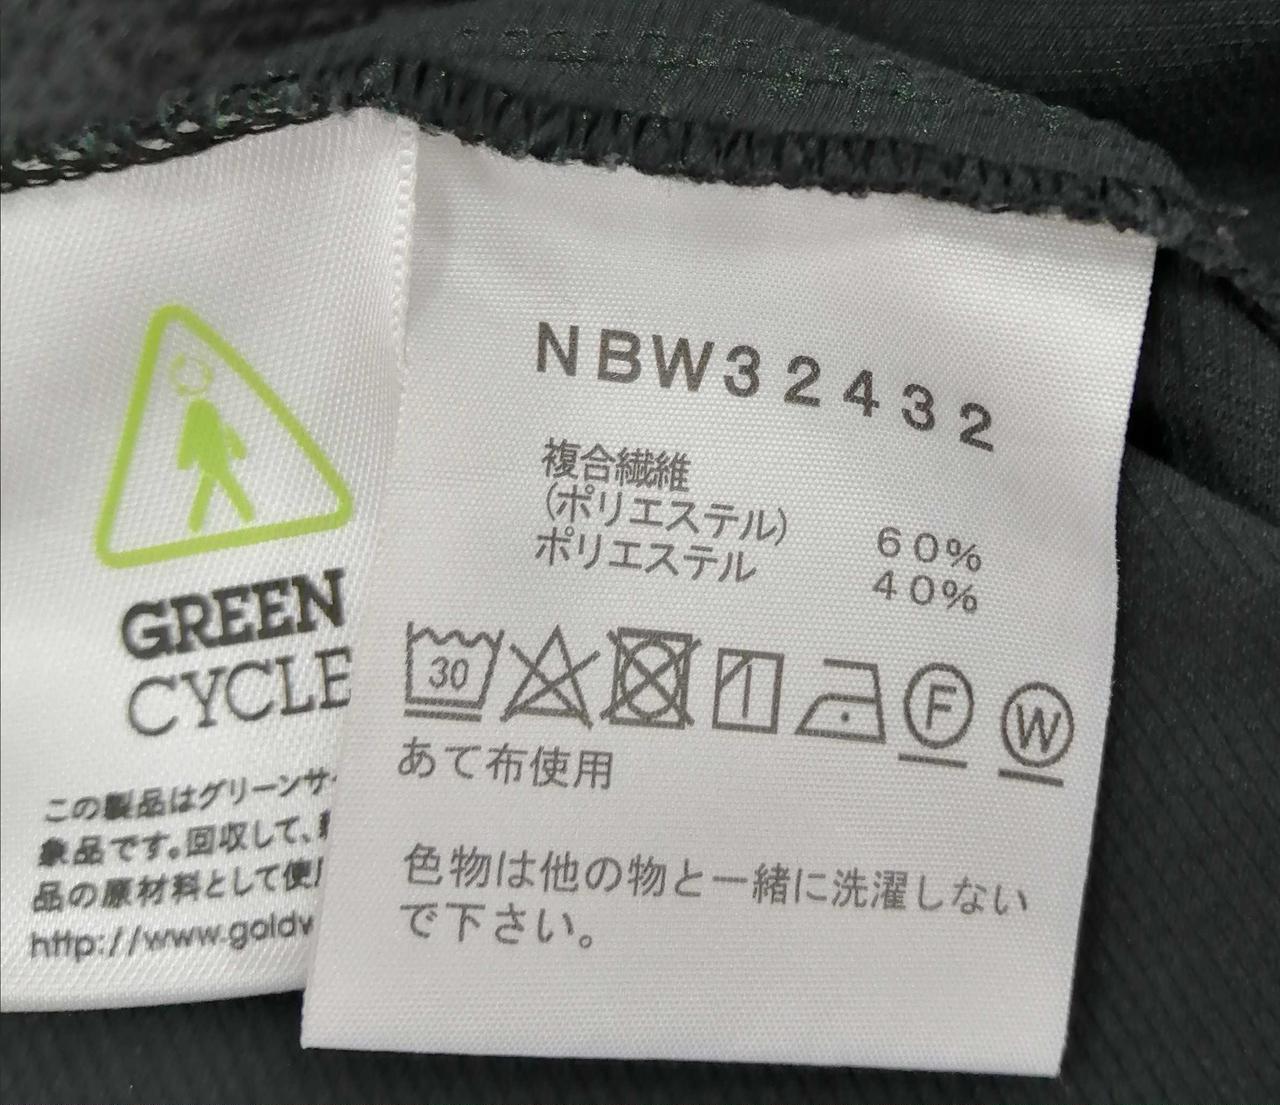 GREEN
CYCLE
この製品はグリーンサイ
象品です。回収して、
品の原材料として使
http://www.goldw
NBW32432
複合繊維
(ポリエステル) 60%
ポリエステル 40%
30
F
W
あて布使用
色物は他の物と一緒に洗濯しない
で下さい。